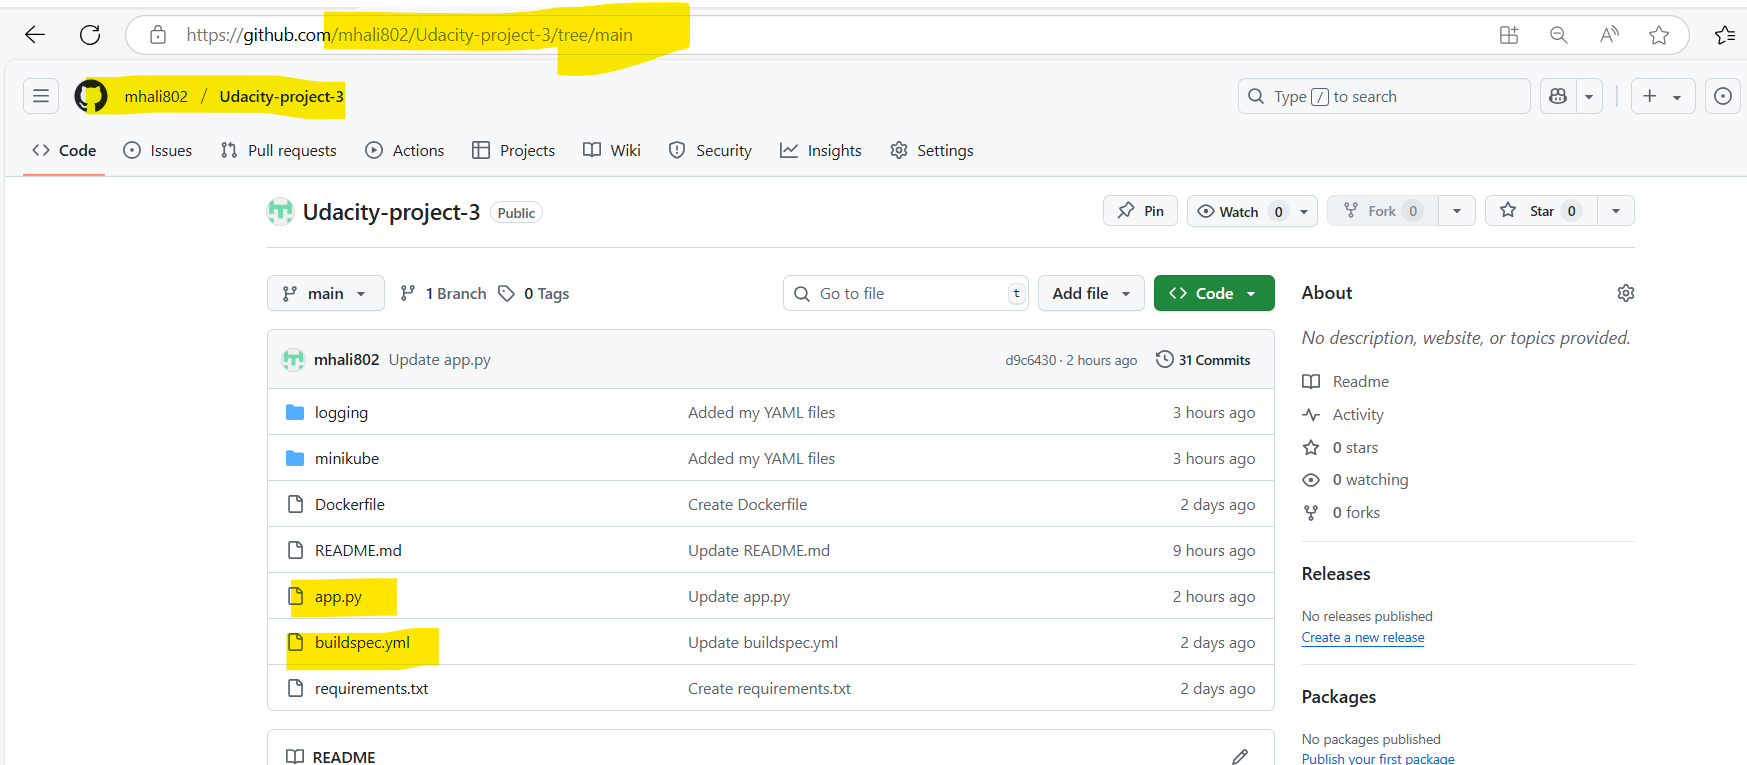 https://github.com/mhali802/Udacity-project-3/tree/main
mhali802 / Udacity-project-3
Type / to search
Code Issues Pull requests Actions Projects Wiki Security Insights Settings
Udacity-project-3 Public
Pin Watch 0 Fork 0 Star 0
main 1 Branch 0 Tags Go to file t Add file Code
mhali802 Update app.py d9c6430 · 2 hours ago 31 Commits
logging Added my YAML files 3 hours ago
minikube Added my YAML files 3 hours ago
Dockerfile Create Dockerfile 2 days ago
README.md Update README.md 9 hours ago
app.py Update app.py 2 hours ago
buildspec.yml Update buildspec.yml 2 days ago
requirements.txt Create requirements.txt 2 days ago
README
About
No description, website, or topics provided.
Readme
Activity
0 stars
0 watching
0 forks
Releases
No releases published
Create a new release
Packages
No packages published
Publish your first package